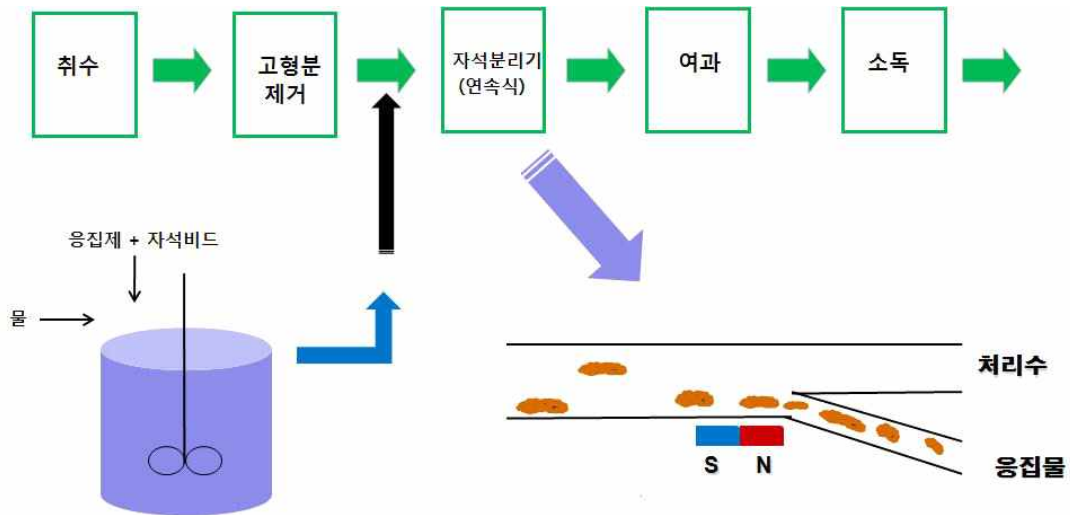 취수
고형분
제거
자석분리기
(연속식)
여과
소독
응집제 + 자석비드
물
처리수
S N
응집물